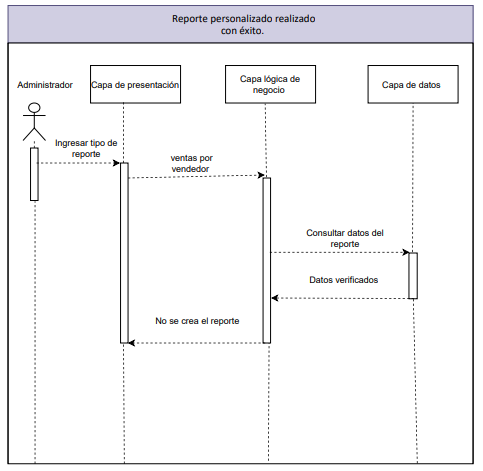 Reporte personalizado realizado
con éxito.
Administrador
Capa de presentación
Capa lógica de
negocio
Capa de datos
Ingresar tipo de
reporte
ventas por
vendedor
Consultar datos del
reporte
Datos verificados
No se crea el reporte